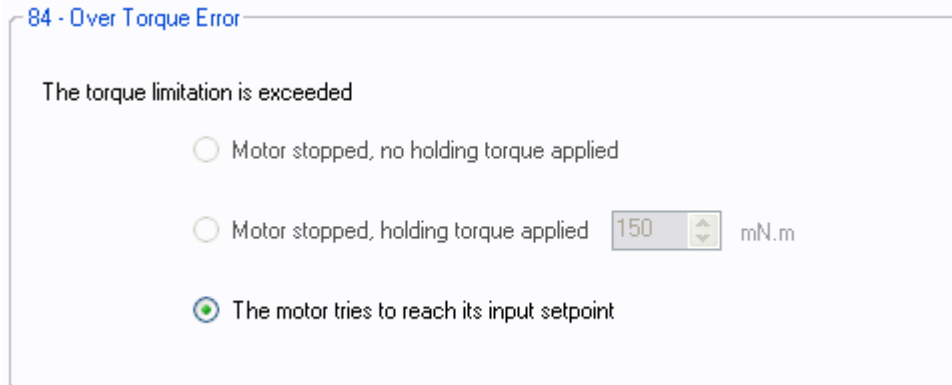 84 - Over Torque Error
The torque limitation is exceeded
Motor stopped, no holding torque applied
Motor stopped, holding torque applied 150 mN.m
The motor tries to reach its input setpoint